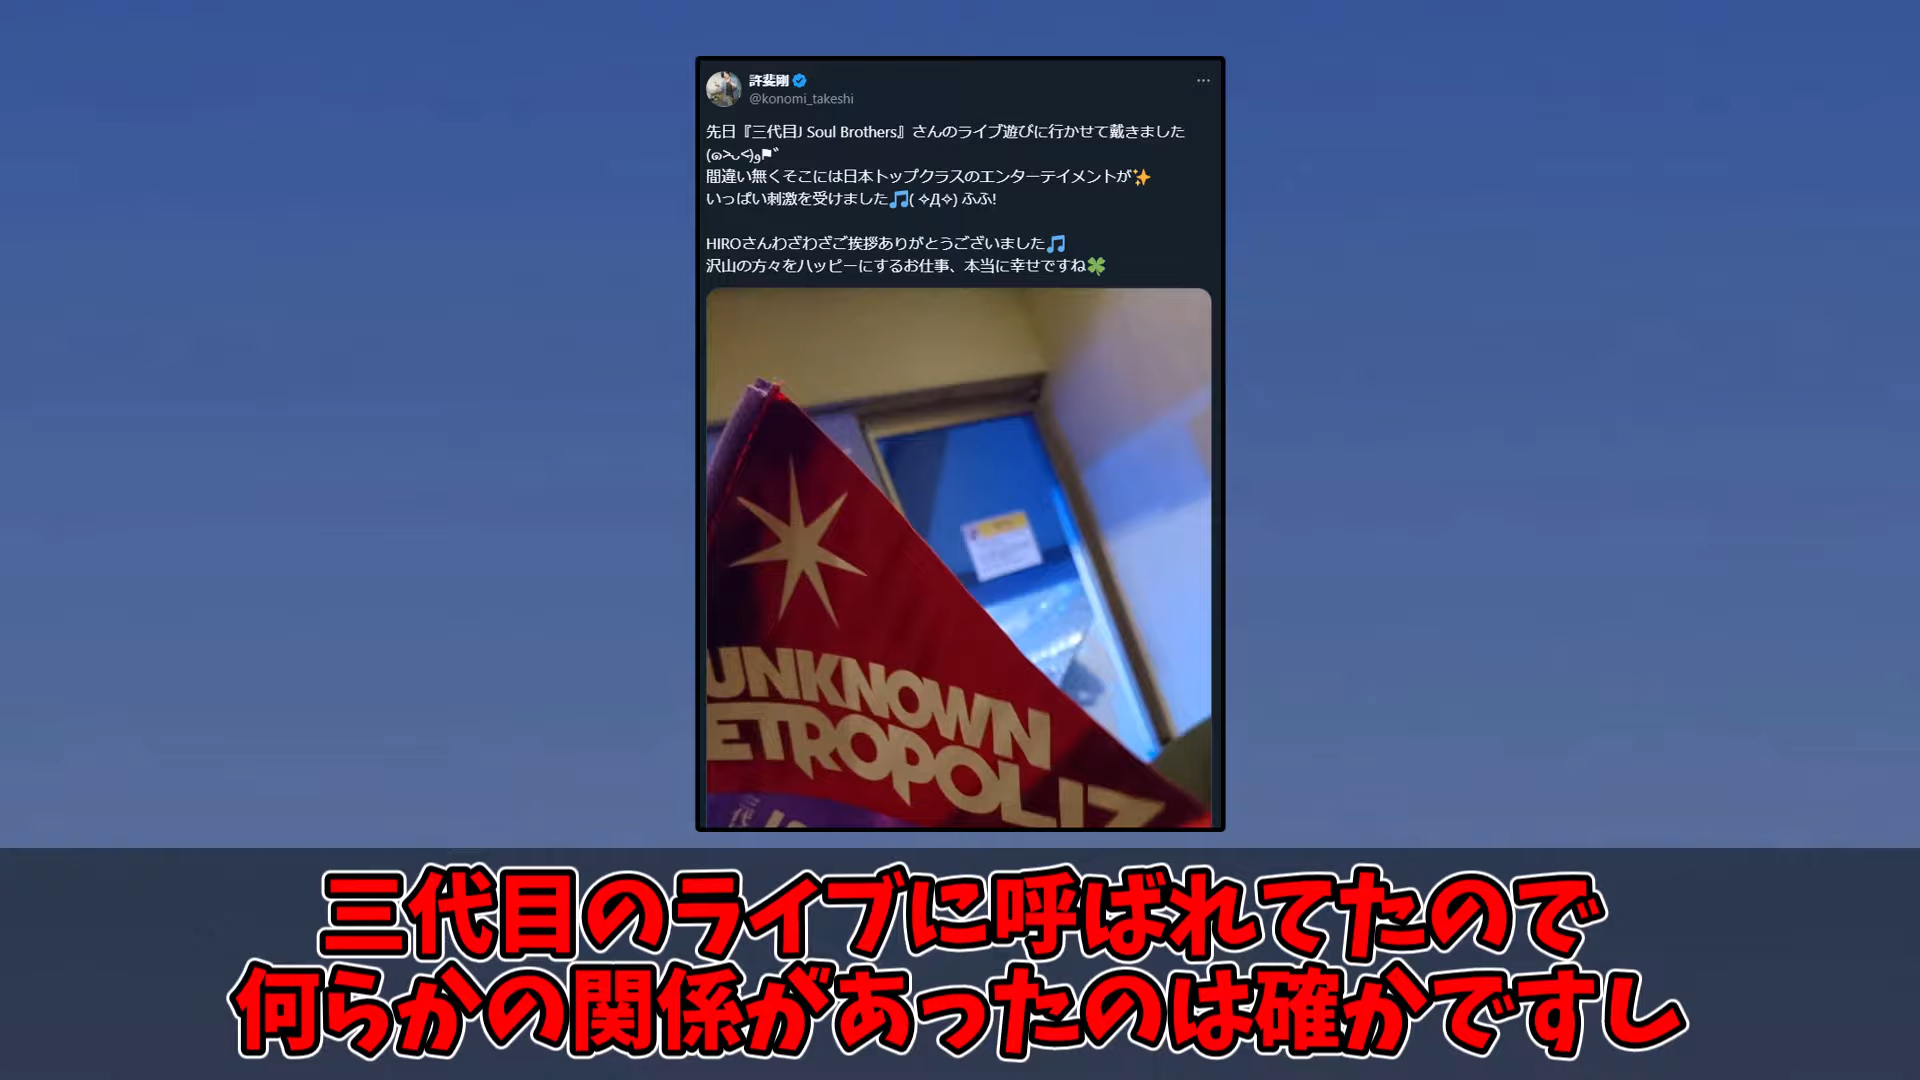 許斐剛
@konomi_takeshi
先日『三代目J Soul Brothers』さんのライブ遊びに行かせて戴きました
(๑˃̵ᴗ˂̵)و⚑゛
間違い無くそこには日本トップクラスのエンターテイメントが✨
いっぱい刺激を受けました🎵( ✧Д✧) ふふ!
HIROさんわざわざご挨拶ありがとうございました🎵
沢山の方々をハッピーにするお仕事、本当に幸せですね🍀
UNKNOWN
ETROPOLIZ
三代目のライブに呼ばれてたので
何らかの関係があったのは確かですし